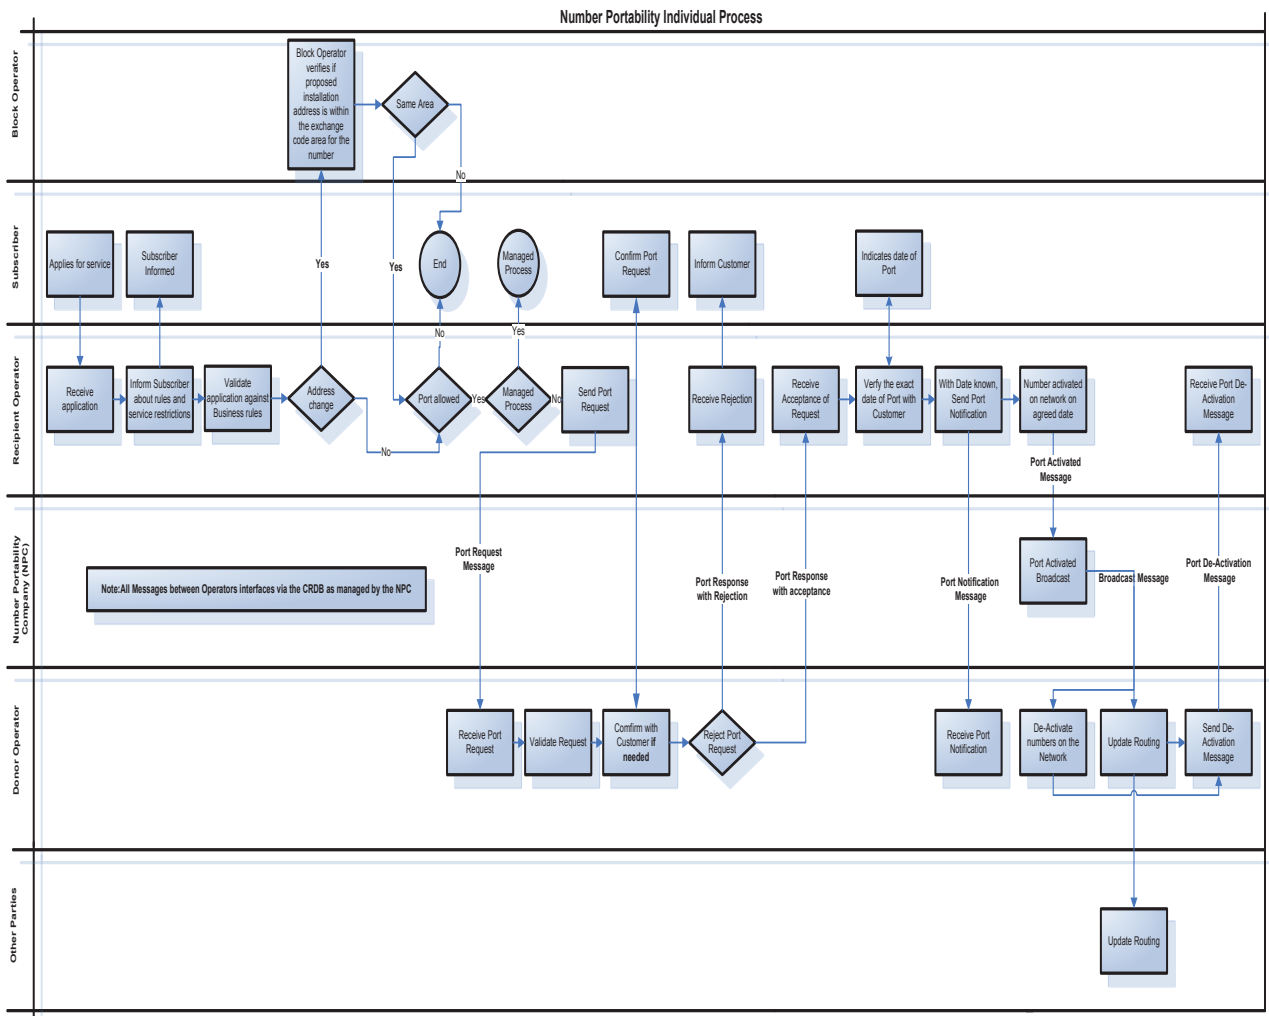 Number Portability Individual Process
Block Operator
Block Operator
verifies if
proposed
installation
address is within
the exchange
code area for the
number
Same Area
No
Subscriber
Applies for service
Subscriber
Informed
Yes
Yes
End
Managed
Process
Confirm Port
Request
Inform Customer
Indicates date of
Port
No
Yes
Recipient Operator
Receive
application
Inform Subscriber
about rules and
service restrictions
Validate
application against
Business rules
Address
change
No
Port allowed
Yes
Managed
Process
No
Send Port
Request
Receive Rejection
Receive
Acceptance of
Request
Verfy the exact
date of Port with
Customer
With Date known,
Send Port
Notification
Number activated
on network on
agreed date
Receive Port De-
Activation
Message
Port Activated
Message
Number Portability
Company (NPC)
Note:All Messages between Operators interfaces via the CRDB as managed by the NPC
Port Request
Message
Port Response
with Rejection
Port Response
with acceptance
Port Notification
Message
Port Activated
Broadcast
Broadcast Message
Port De-Activation
Message
Donor Operator
Receive Port
Request
Validate Request
Comfirm with
Customer if
needed
Reject Port
Request
Receive Port
Notification
De-Activate
numbers on the
Network
Update Routing
Send De-
Activation
Message
Other Parties
Update Routing